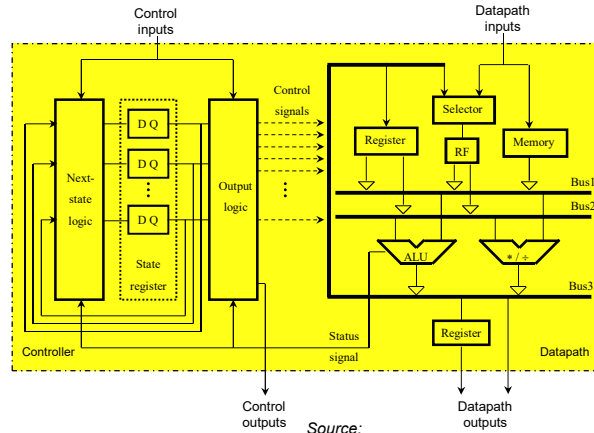 Control
inputs
Datapath
inputs
Control
signals
Selector
Register
RF
Memory
D Q
D Q
D Q
Next-
state
logic
Output
logic
State
register
Bus1
Bus2
ALU
* / ÷
Bus3
Register
Status
signal
Controller
Datapath
Control
outputs
Datapath
outputs
Source: